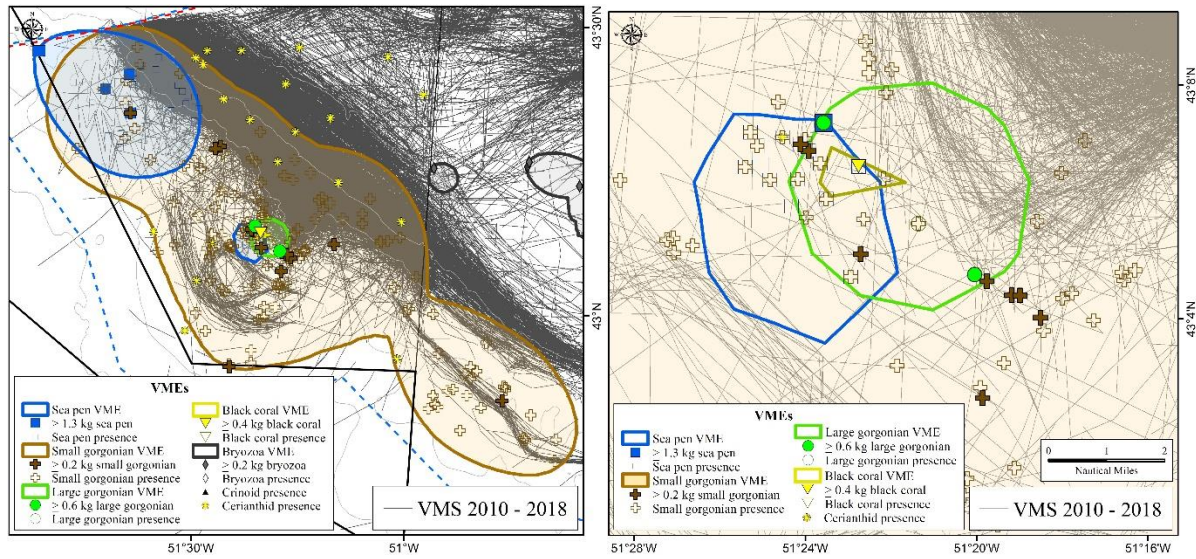 43°30'N
43°N
VMEs
Sea pen VME
> 1.3 kg sea pen
Sea pen presence
Small gorgonian VME
> 0.2 kg small gorgonian
Small gorgonian presence
Large gorgonian VME
> 0.6 kg large gorgonian
Large gorgonian presence
Black coral VME
> 0.4 kg black coral
Black coral presence
Bryozoa VME
> 0.2 kg bryozoa
Bryozoa presence
Crinoid presence
Cerianthid presence
VMS 2010 - 2018
51°30'W
51°W
43°8'N
43°4'N
VMEs
Sea pen VME
> 1.3 kg sea pen
Sea pen presence
Small gorgonian VME
> 0.2 kg small gorgonian
Small gorgonian presence
Large gorgonian VME
≥ 0.6 kg large gorgonian
Large gorgonian presence
Black coral VME
≥ 0.4 kg black coral
Black coral presence
Cerianthid presence
0 1 2
Nautical Miles
VMS 2010 - 2018
51°28'W
51°24'W
51°20'W
51°16'W